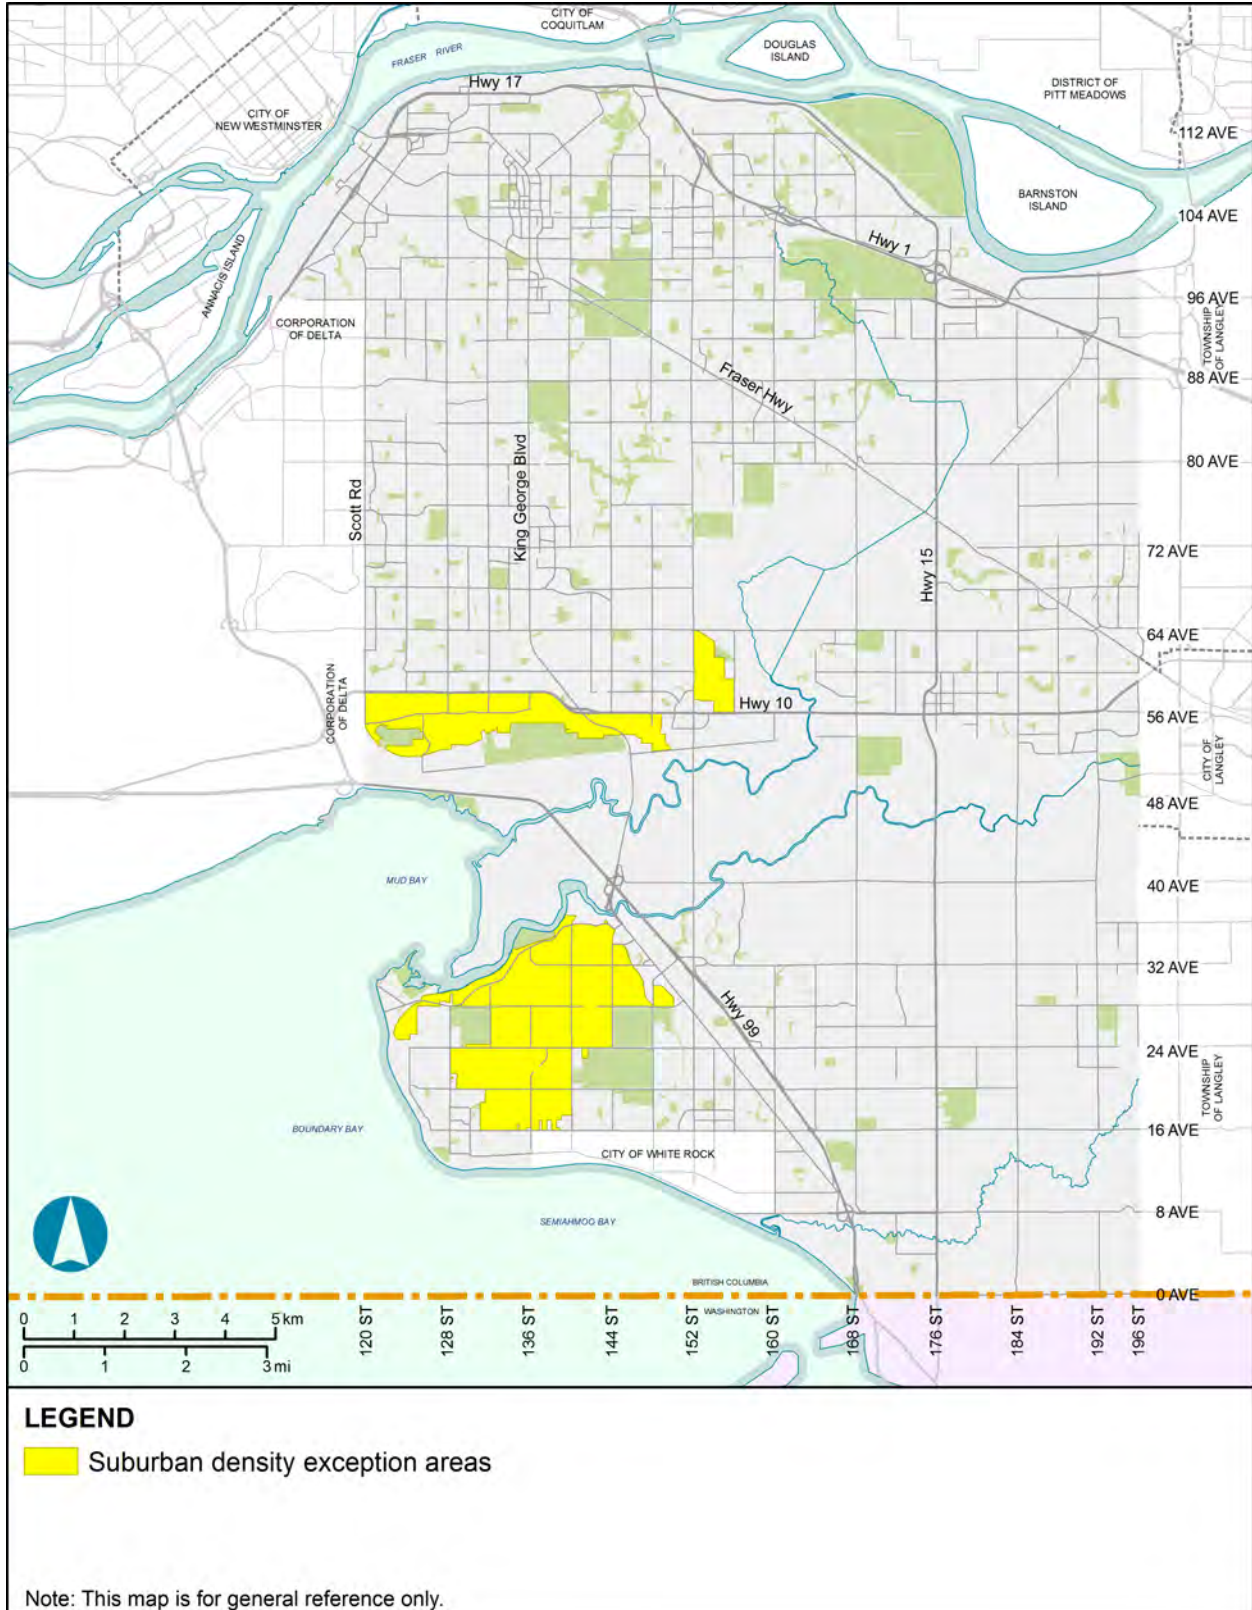 CITY OF
COQUITLAM
FRASER RIVER
DOUGLAS
ISLAND
Hwy 17
DISTRICT OF
PITT MEADOWS
CITY OF
NEW WESTMINSTER
112 AVE
BARNSTON
ISLAND
104 AVE
Hwy 1
ANNACIS ISLAND
96 AVE
CORPORATION
OF DELTA
TOWNSHIP
OF LANGLEY
88 AVE
Fraser Hwy
King George Blvd
80 AVE
Scott Rd
72 AVE
Hwy 15
64 AVE
CORPORATION
OF DELTA
Hwy 10
56 AVE
CITY OF
LANGLEY
48 AVE
MUD BAY
40 AVE
32 AVE
Hwy 99
24 AVE
TOWNSHIP
OF LANGLEY
BOUNDARY BAY
16 AVE
CITY OF WHITE ROCK
8 AVE
SEMIAHMOO BAY
BRITISH COLUMBIA
0 AVE
WASHINGTON
0 1 2 3 4 5 km
0 1 2 3 mi
120 ST
128 ST
136 ST
144 ST
152 ST
160 ST
168 ST
176 ST
184 ST
192 ST
196 ST
LEGEND
Suburban density exception areas
Note: This map is for general reference only.